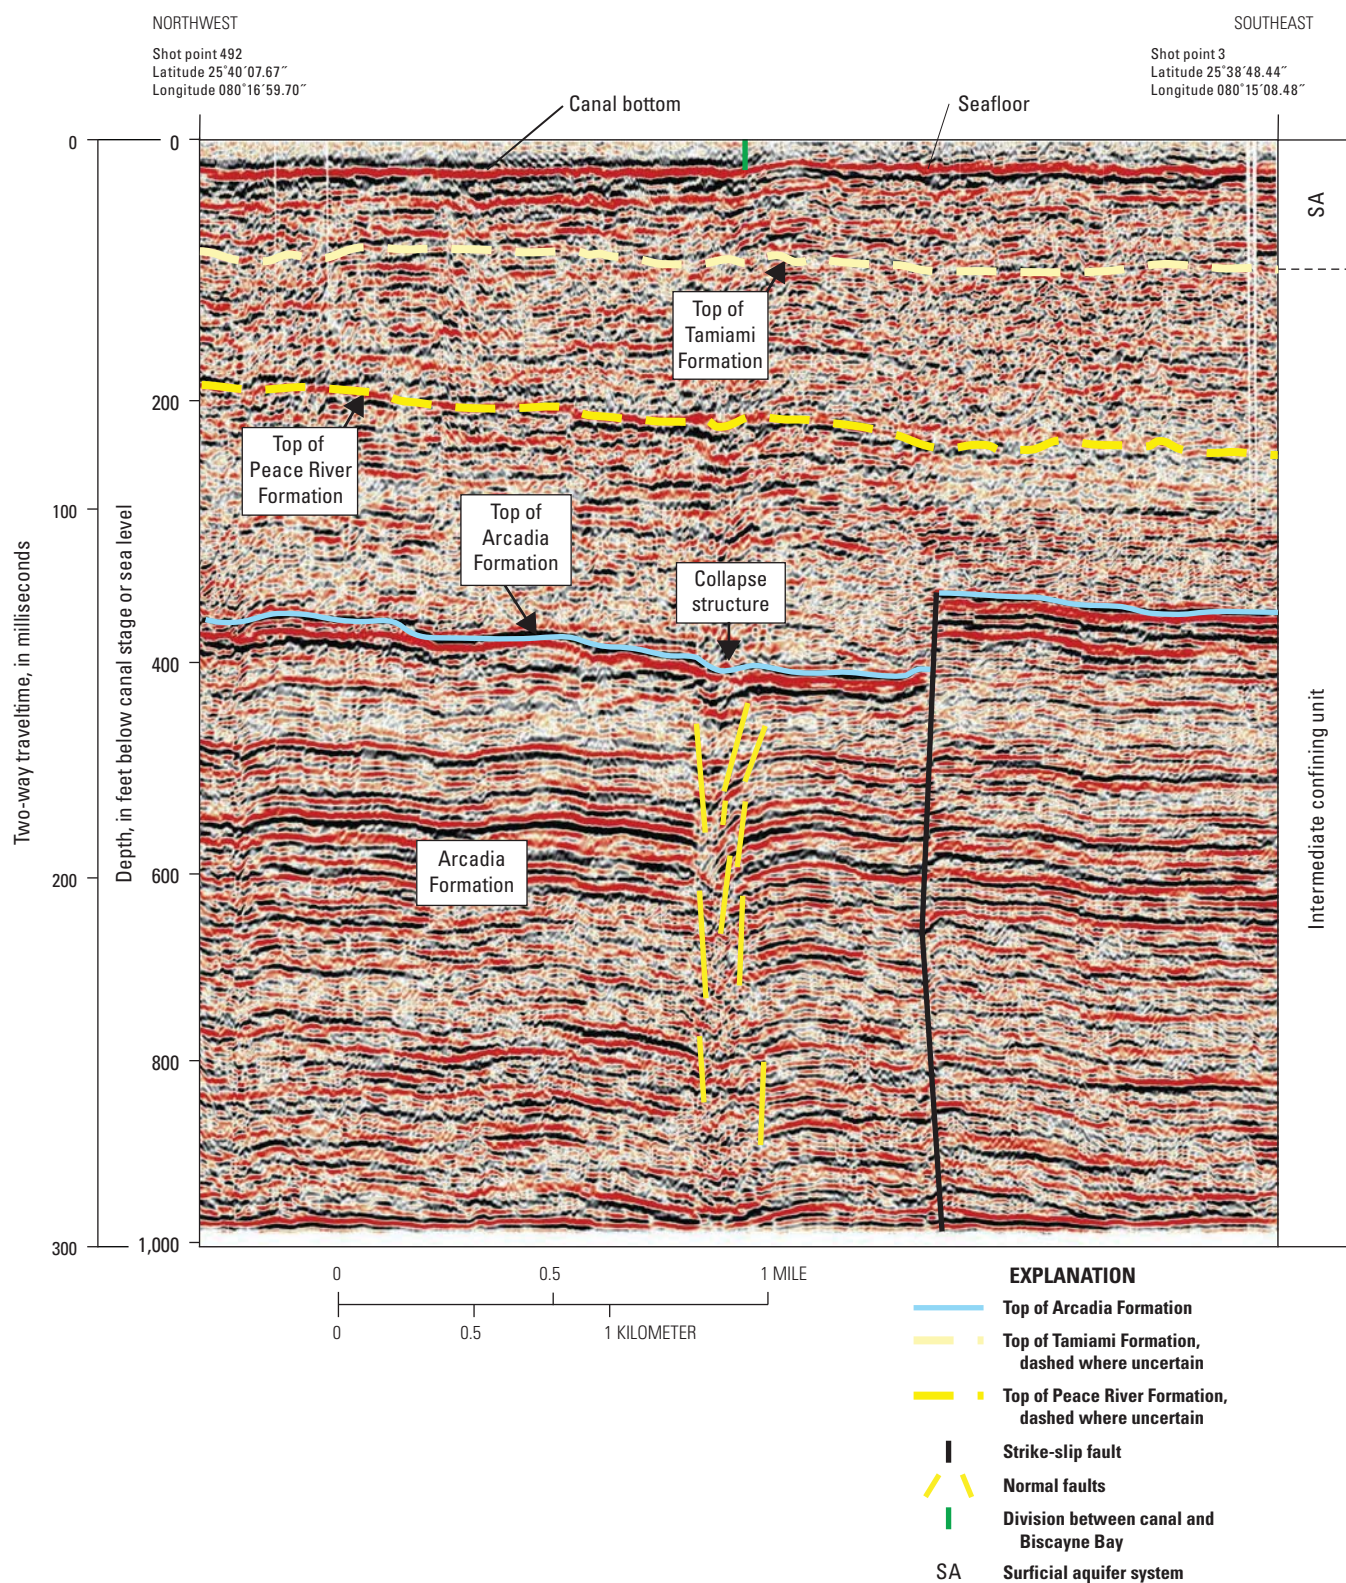 NORTHWEST
SOUTHEAST
Shot point 492
Latitude 25˚40´07.67˝
Longitude 080˚16´59.70˝
Shot point 3
Latitude 25˚38´48.44˝
Longitude 080˚15´08.48˝
Canal bottom
Seafloor
0
0
SA
Top of
Tamiami
Formation
200
Top of
Peace River
Formation
100
Top of
Arcadia
Formation
Collapse
structure
Two-way traveltime, in milliseconds
Depth, in feet below canal stage or sea level
400
Intermediate confining unit
Arcadia
Formation
200
600
800
300
1,000
0
0.5
1 MILE
0
0.5
1 KILOMETER
EXPLANATION
Top of Arcadia Formation
Top of Tamiami Formation,
dashed where uncertain
Top of Peace River Formation,
dashed where uncertain
Strike-slip fault
Normal faults
Division between canal and
Biscayne Bay
SA
Surficial aquifer system